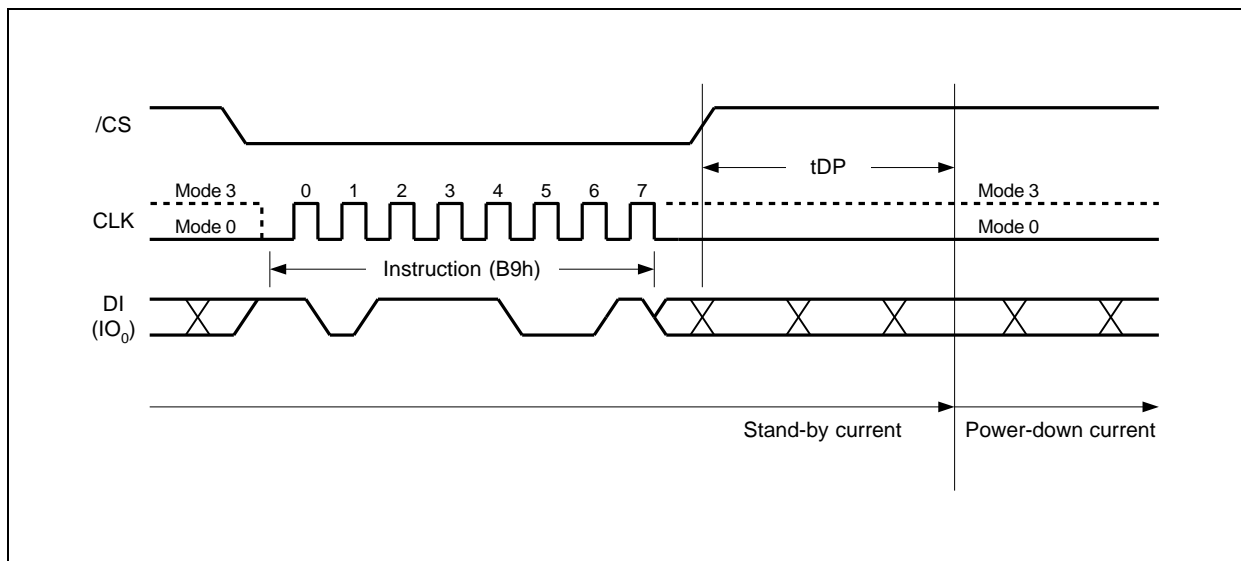 /CS
tDP
Mode 3 0 1 2 3 4 5 6 7 Mode 3
CLK
Mode 0 Mode 0
Instruction (B9h)
DI
(IO0)
Stand-by current Power-down current